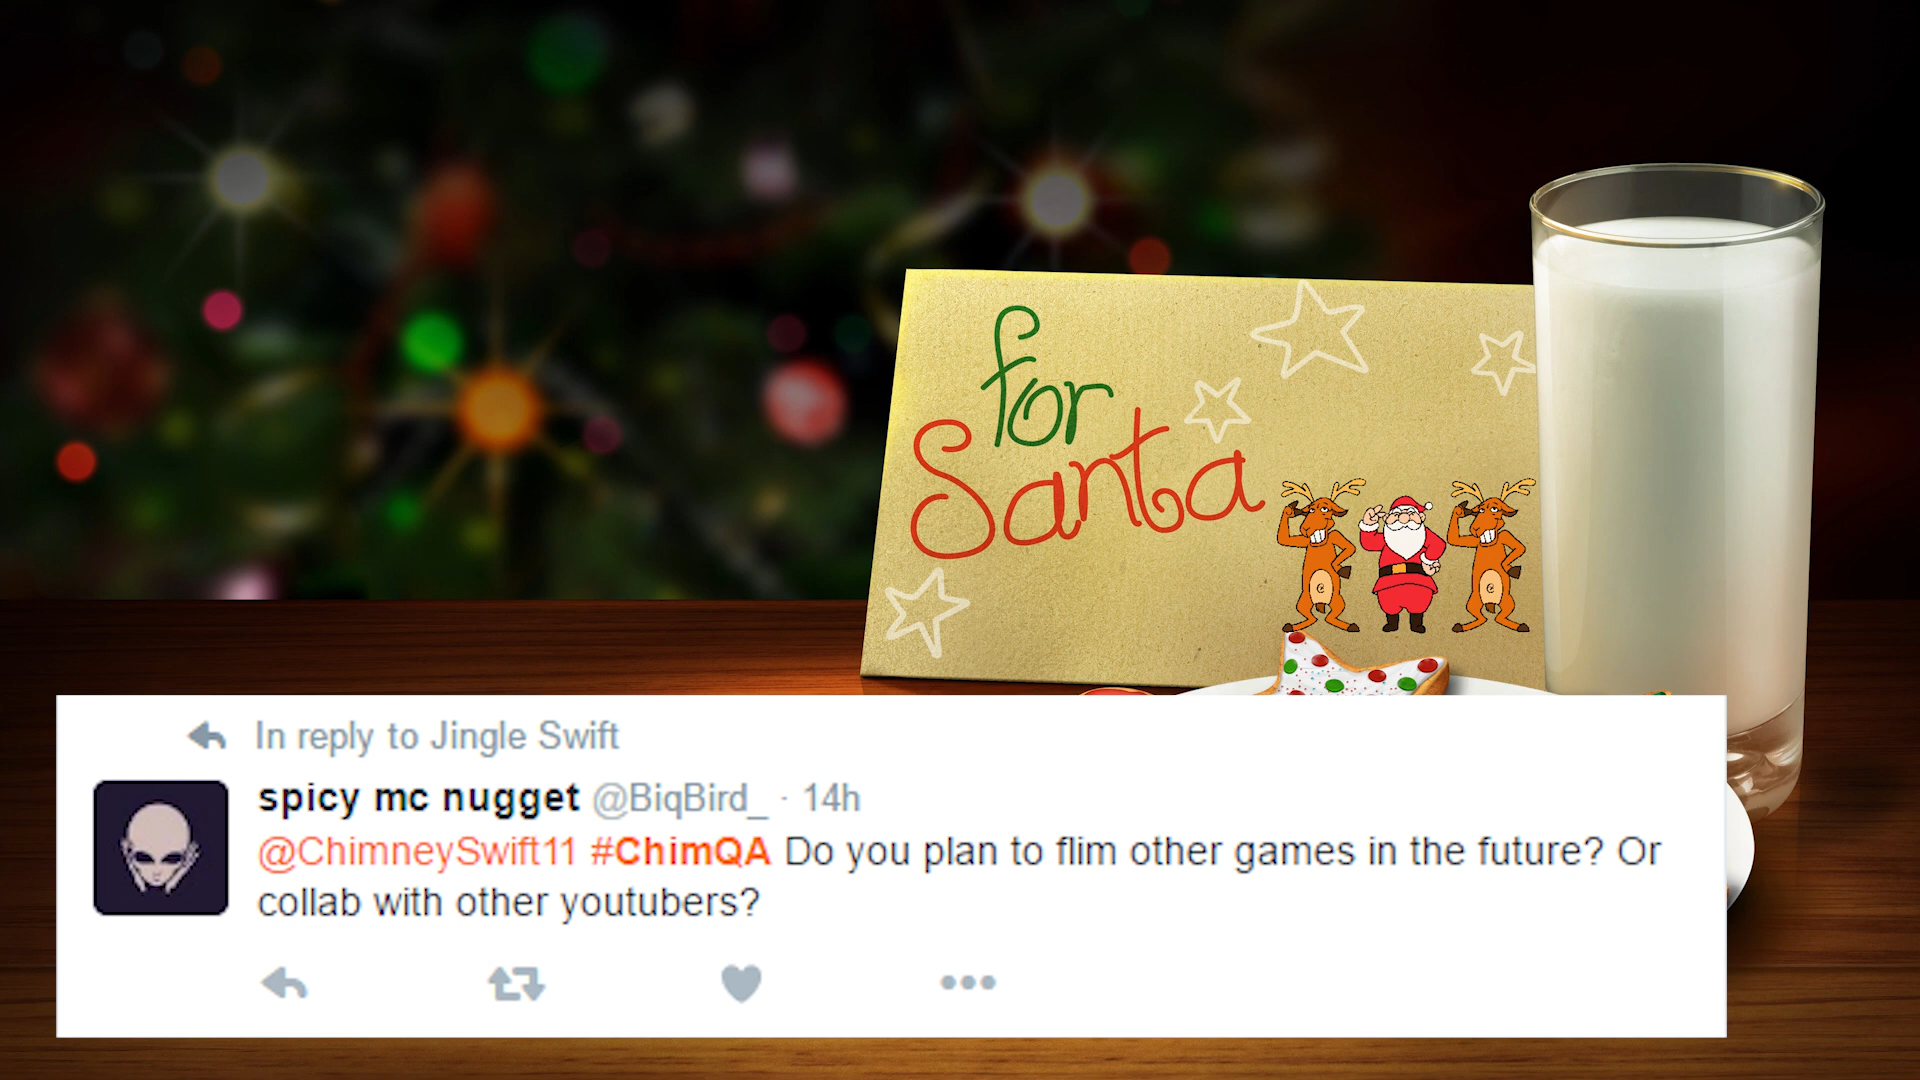 for
Santa
In reply to Jingle Swift
spicy mc nugget @BiqBird_ · 14h
@ChimneySwift11 #ChimQA Do you plan to flim other games in the future? Or
collab with other youtubers?